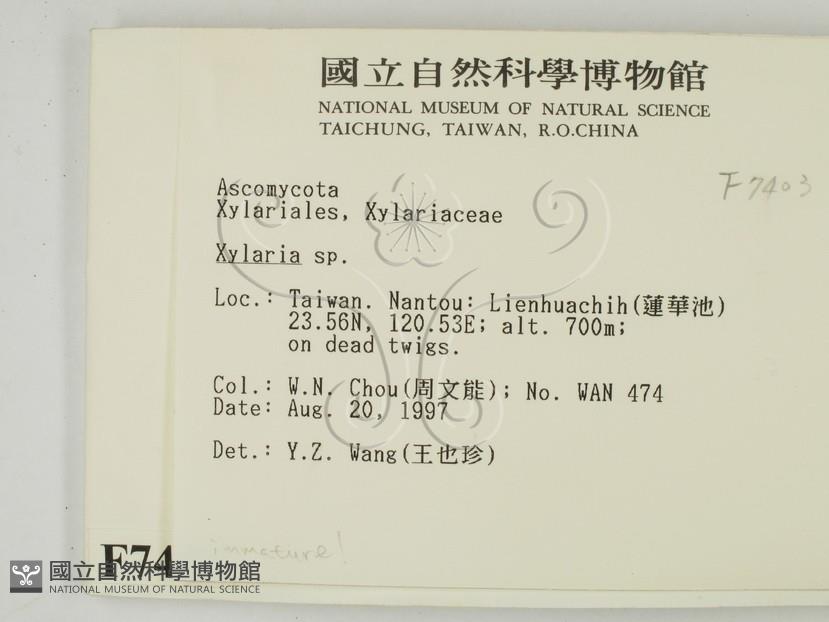 國立自然科學博物館
NATIONAL MUSEUM OF NATURAL SCIENCE
TAICHUNG, TAIWAN, R.O.CHINA
F7403
Ascomycota
Xylariales, Xylariaceae
Xylaria sp.
Loc.: Taiwan. Nantou: Lienhuachih(蓮華池)
23.56N, 120.53E; alt. 700m;
on dead twigs.
Col.: W.N. Chou(周文能); No. WAN 474
Date: Aug. 20, 1997
Det.: Y.Z. Wang(王也珍)
immature!
F74
國立自然科學博物館
NATIONAL MUSEUM OF NATURAL SCIENCE